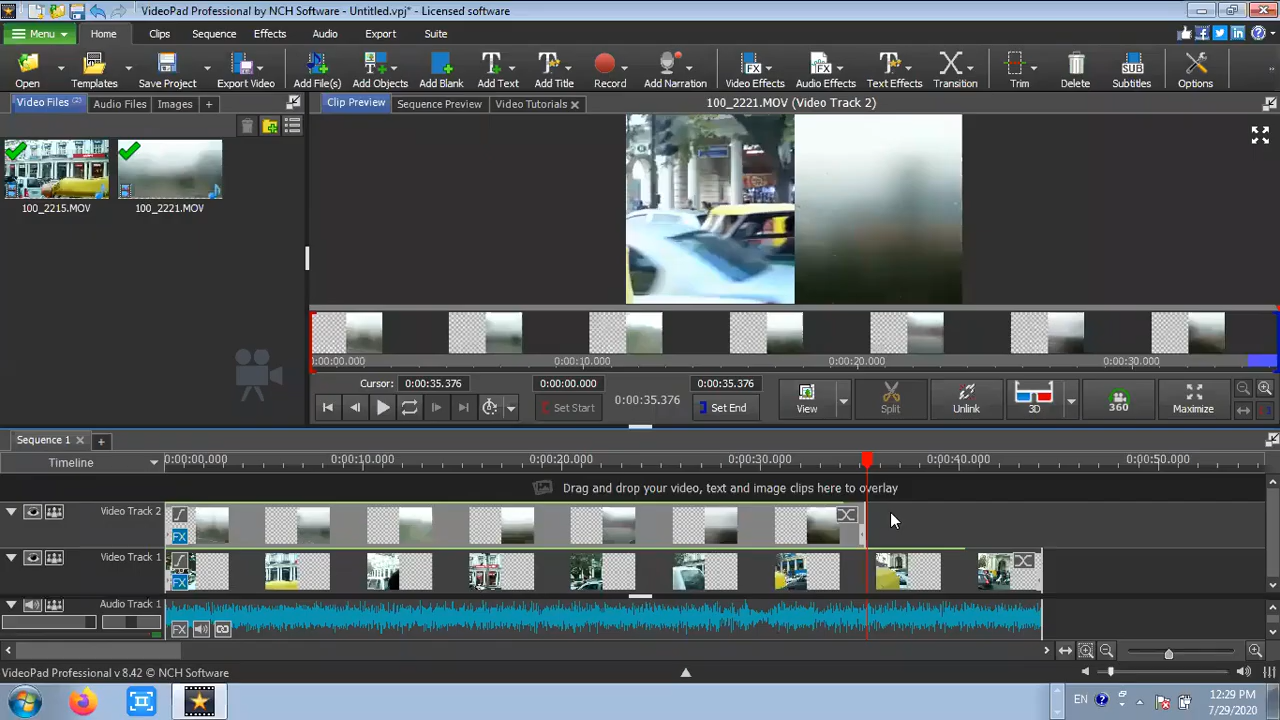 VideoPad Professional by NCH Software - Untitled.vpj* - Licensed software
Menu Home Clips Sequence Effects Audio Export Suite
Open Templates Save Project Export Video Add File(s) Add Objects Add Blank Add Text Add Title Record Add Narration Video Effects Audio Effects Text Effects Transition Trim Delete Subtitles Options
Video Files Audio Files Images + Clip Preview Sequence Preview Video Tutorials 100_2221.MOV (Video Track 2)
100_2215.MOV 100_2221.MOV
0:00:00.000 0:00:10.000 0:00:20.000 0:00:30.000
Cursor: 0:00:35.376 0:00:00.000 0:00:35.376
Set Start 0:00:35.376 Set End View Split Unlink 3D 360 Maximize
Sequence 1 +
Timeline 0:00:00.000 0:00:10.000 0:00:20.000 0:00:30.000 0:00:40.000 0:00:50.000
Drag and drop your video, text and image clips here to overlay
Video Track 2
FX
Video Track 1
FX
Audio Track 1
FX
VideoPad Professional v 8.42 © NCH Software
EN 12:29 PM
7/29/2020